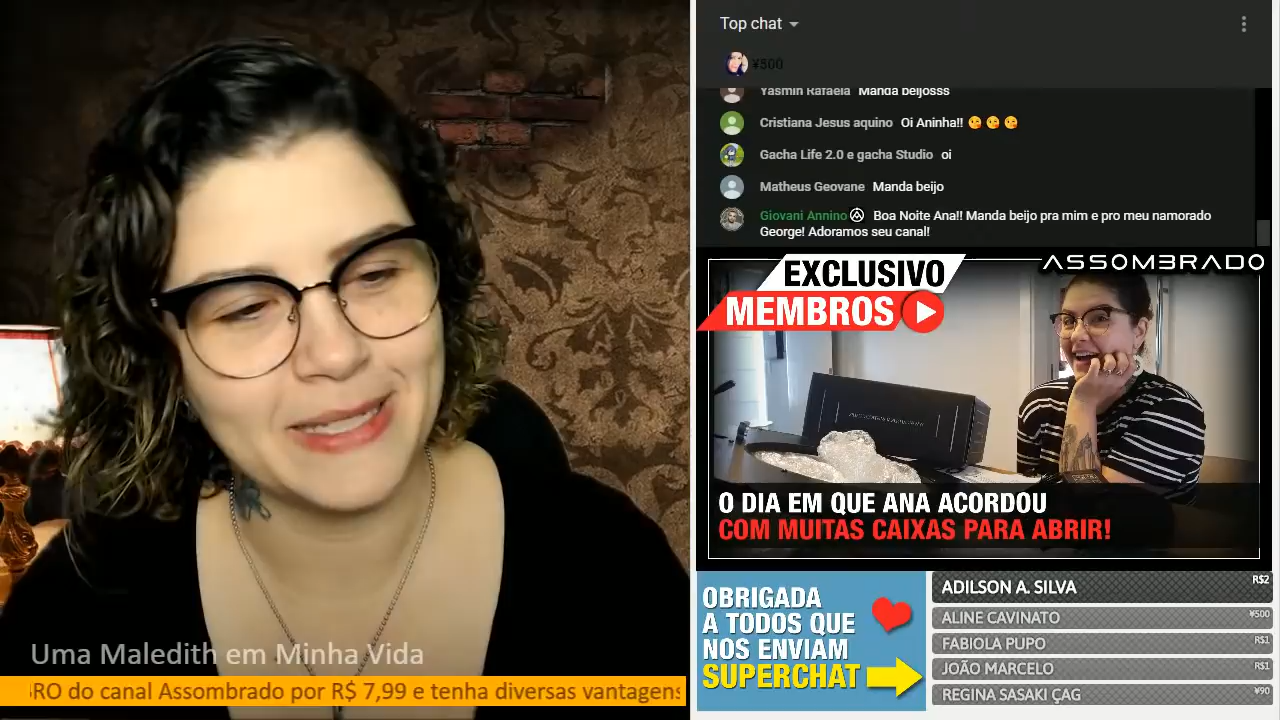 Top chat
¥500
Yasmin Rafaela Manda beijosss
Cristiana Jesus aquino Oi Aninha!! 😘 😘 😘
Gacha Life 2.0 e gacha Studio oi
Matheus Geovane Manda beijo
Giovani Annino Boa Noite Ana!! Manda beijo pra mim e pro meu namorado
George! Adoramos seu canal!
EXCLUSIVO
MEMBROS
ASSOMBRADO
O DIA EM QUE ANA ACORDOU
COM MUITAS CAIXAS PARA ABRIR!
OBRIGADA
A TODOS QUE
NOS ENVIAM
SUPERCHAT
ADILSON A. SILVA R$2
ALINE CAVINATO ¥500
FABIOLA PUPO R$1
JOÃO MARCELO R$1
REGINA SASAKI ÇAG ¥90
Uma Maledith em Minha Vida
BRO do canal Assombrado por R$ 7,99 e tenha diversas vantagens